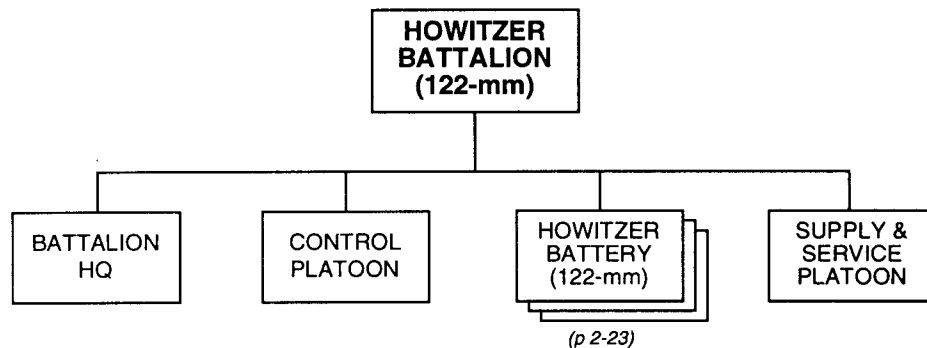 HOWITZER
BATTALION
(122-mm)
BATTALION
HQ
CONTROL
PLATOON
HOWITZER
BATTERY
(122-mm)
SUPPLY &
SERVICE
PLATOON
(p 2-23)